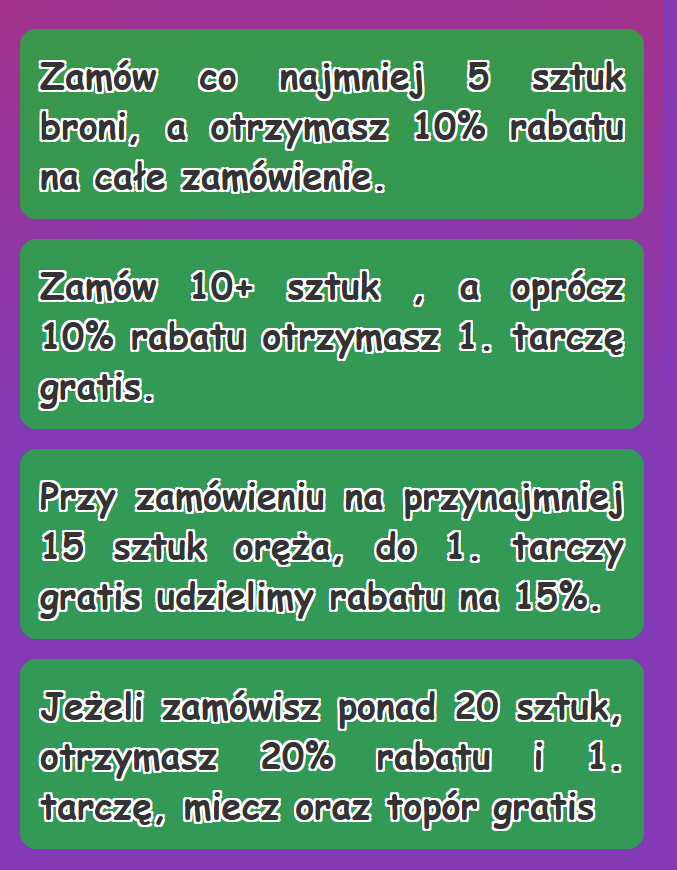 Zamów co najmniej 5 sztuk
broni, a otrzymasz 10% rabatu
na całe zamówienie.
Zamów 10+ sztuk , a oprócz
10% rabatu otrzymasz 1. tarczę
gratis.
Przy zamówieniu na przynajmniej
15 sztuk oręża, do 1. tarczy
gratis udzielimy rabatu na 15%.
Jeżeli zamówisz ponad 20 sztuk,
otrzymasz 20% rabatu i 1.
tarczę, miecz oraz topór gratis